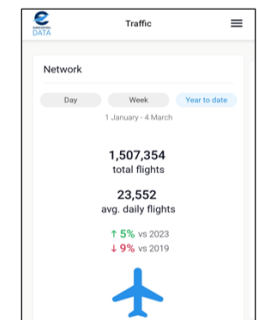 DATA
Traffic
Network
Day Week Year to date
1 January - 4 March
1,507,354
total flights
23,552
avg. daily flights
↑ 5% vs 2023
↓ 9% vs 2019